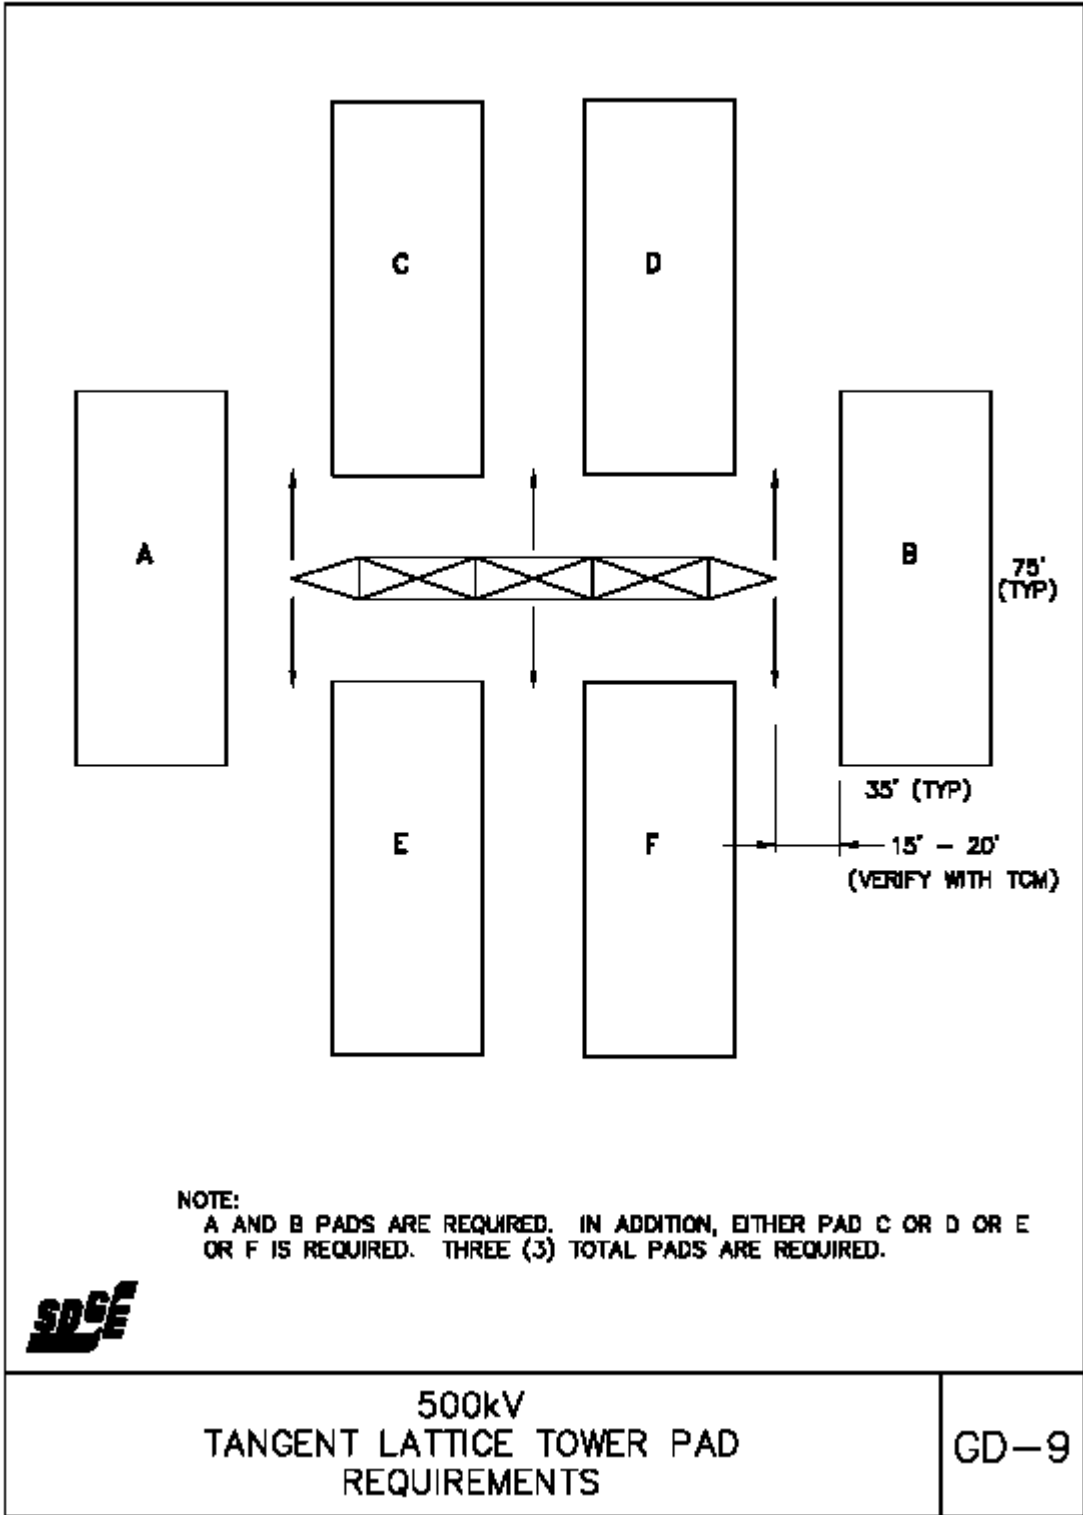 C
D
A
B
75'
(TYP)
35' (TYP)
E
F
15' - 20'
(VERIFY WITH TCM)
NOTE:
A AND B PADS ARE REQUIRED. IN ADDITION, EITHER PAD C OR D OR E
OR F IS REQUIRED. THREE (3) TOTAL PADS ARE REQUIRED.
SDGE
500kV
TANGENT LATTICE TOWER PAD
REQUIREMENTS
GD-9